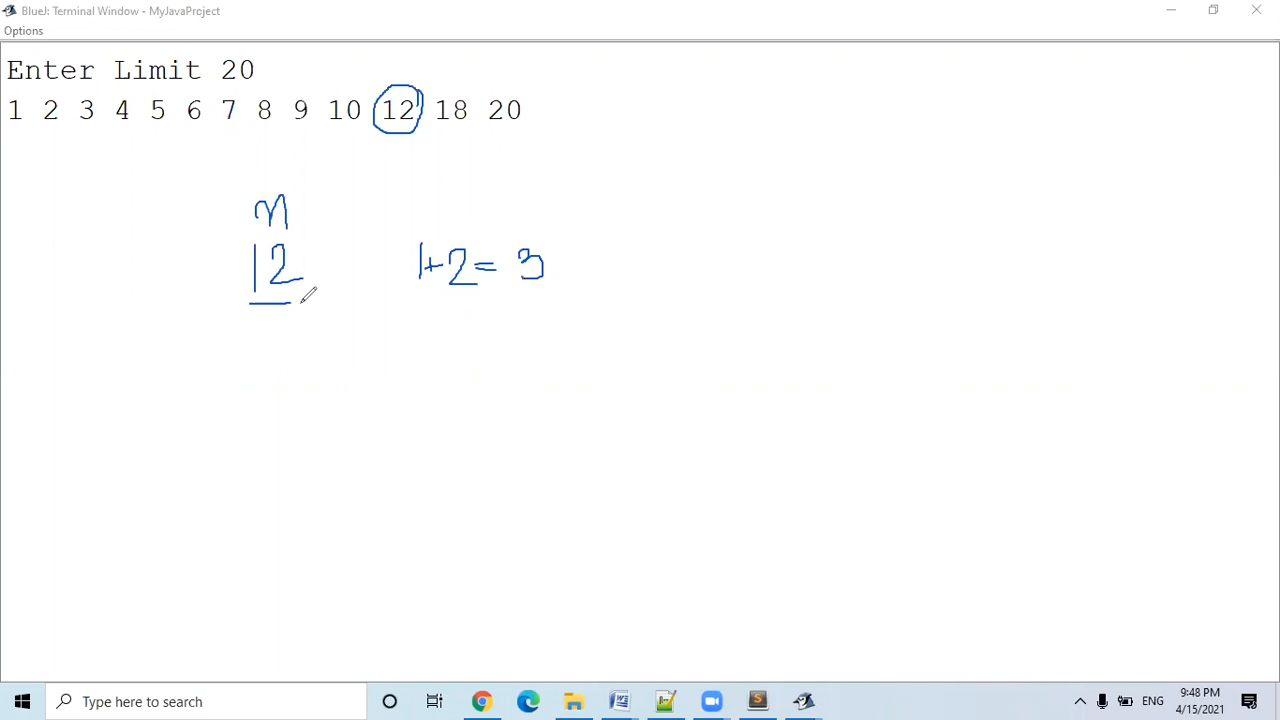 BlueJ: Terminal Window - MyJavaProject
Options
Enter Limit 20
1 2 3 4 5 6 7 8 9 10 12 18 20
n
12 1+2= 3
Type here to search
ENG
9:48 PM
4/15/2021